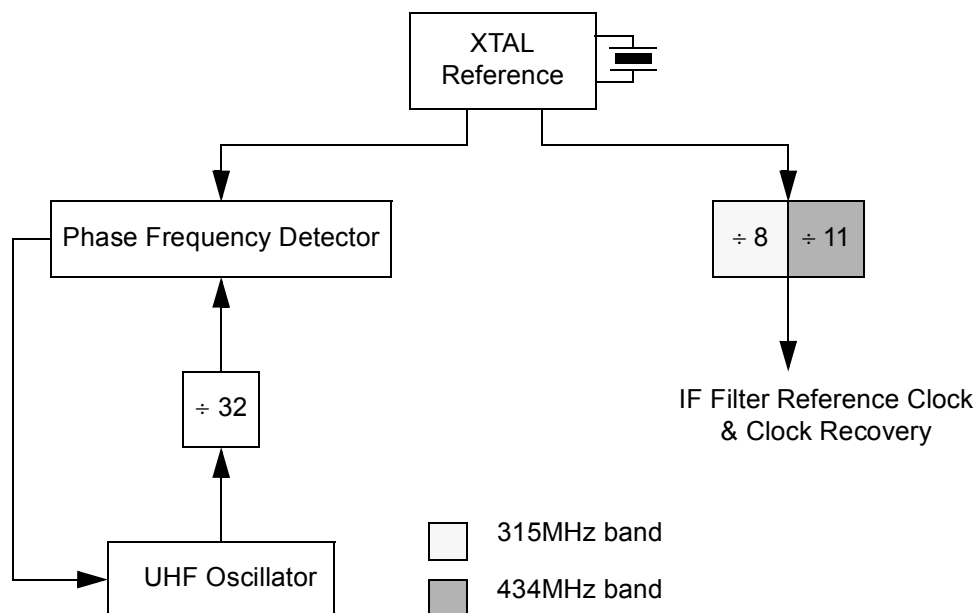 XTAL
Reference
Phase Frequency Detector
÷ 8
÷ 11
÷ 32
IF Filter Reference Clock
& Clock Recovery
UHF Oscillator
315MHz band
434MHz band